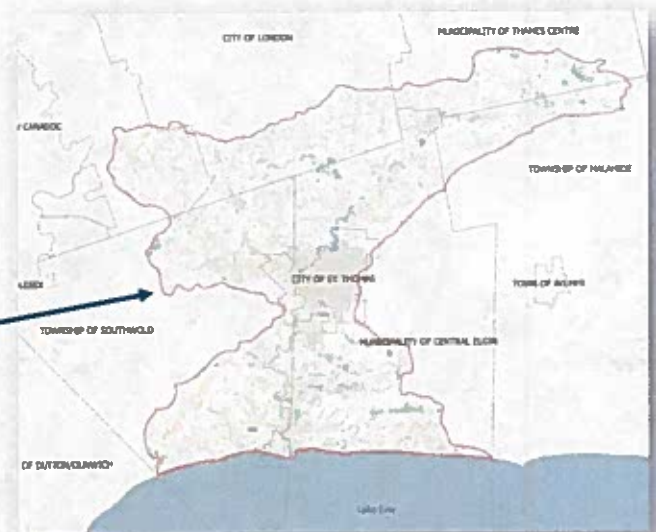 CITY OF LONDON
MUNICIPALITY OF THAMES CENTRE
TOWNSHIP OF MALAHIDE
CITY OF ST. THOMAS
TOWN OF AYLMER
TOWNSHIP OF SOUTHWOLD
MUNICIPALITY OF CENTRAL ELGIN
OF DUTTON/DUNWICH
Lake Erie